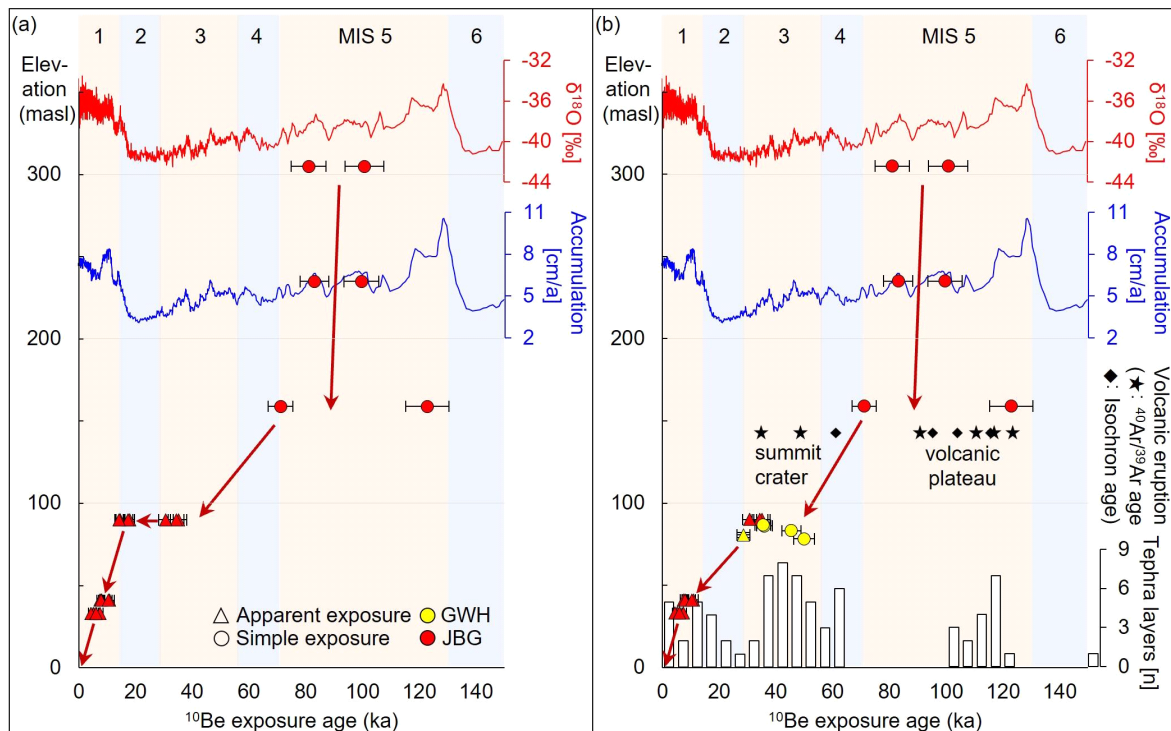 (a)
1 2 3 4 MIS 5 6
Elev-
ation
(masl)
300
200
100
0
-32
-36
-40
-44
δ¹⁸O [‰]
11
8
5
2
Accumulation
[cm/a]
△ Apparent exposure
○ Simple exposure
GWH
JBG
0 20 40 60 80 100 120 140
¹⁰Be exposure age (ka)
(b)
1 2 3 4 MIS 5 6
Elev-
ation
(masl)
300
200
100
0
-32
-36
-40
-44
δ¹⁸O [‰]
11
8
5
2
Accumulation
[cm/a]
Volcanic eruption
(★: ⁴⁰Ar/³⁹Ar age
◆: Isochron age)
summit
crater
volcanic
plateau
9
6
3
0
Tephra layers [n]
0 20 40 60 80 100 120 140
¹⁰Be exposure age (ka)